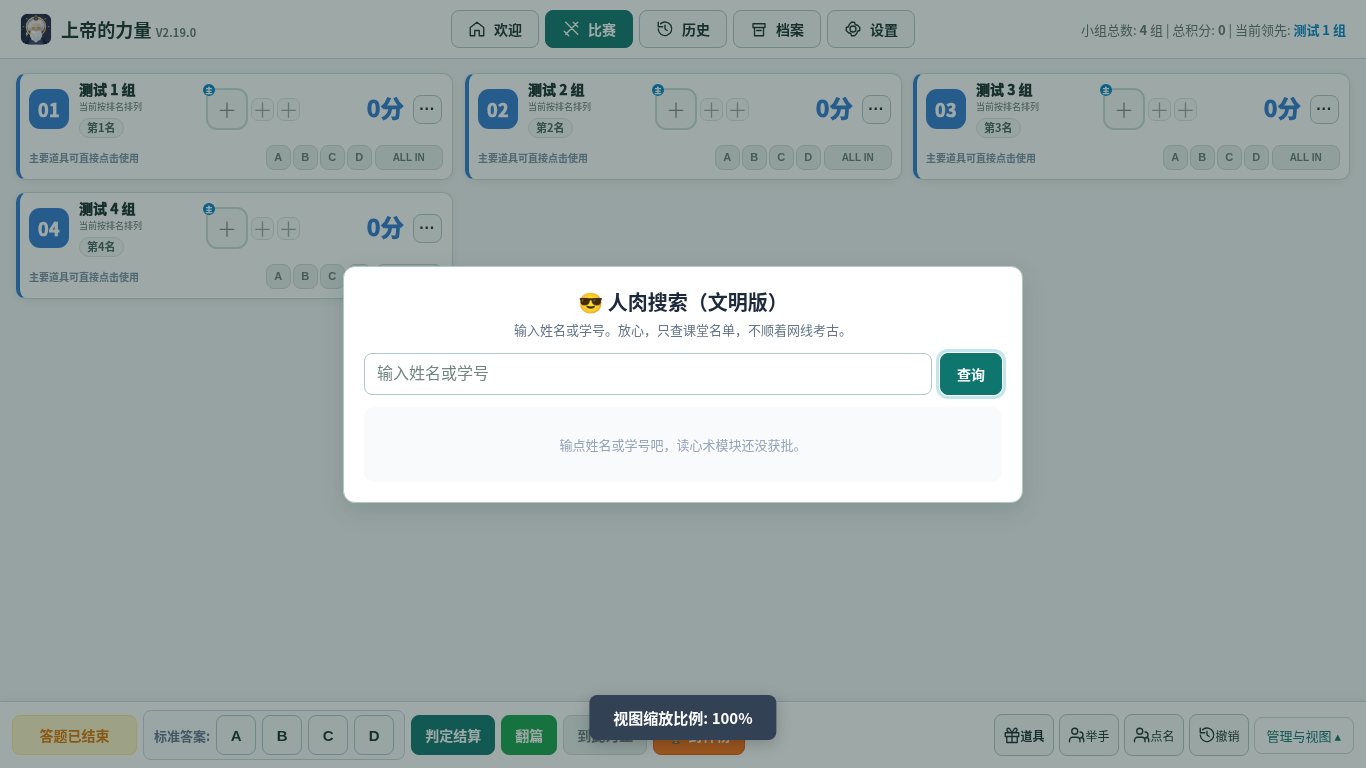 上帝的力量 V2.19.0
欢迎
比赛
历史
档案
设置
小组总数: 4 组 | 总积分: 0 | 当前领先: 测试 1 组
01
测试 1 组
当前按排名排列
第1名
主
0分
主要道具可直接点击使用
A B C D ALL IN
02
测试 2 组
当前按排名排列
第2名
主
0分
主要道具可直接点击使用
A B C D ALL IN
03
测试 3 组
当前按排名排列
第3名
主
0分
主要道具可直接点击使用
A B C D ALL IN
04
测试 4 组
当前按排名排列
第4名
主
0分
主要道具可直接点击使用
A B C
😎 人肉搜索（文明版）
输入姓名或学号。放心，只查课堂名单，不顺着网线考古。
输入姓名或学号
查询
输点姓名或学号吧，读心术模块还没获批。
视图缩放比例: 100%
答题已结束
标准答案: A B C D
判定结算
翻篇
道具
举手
点名
撤销
管理与视图 ▴